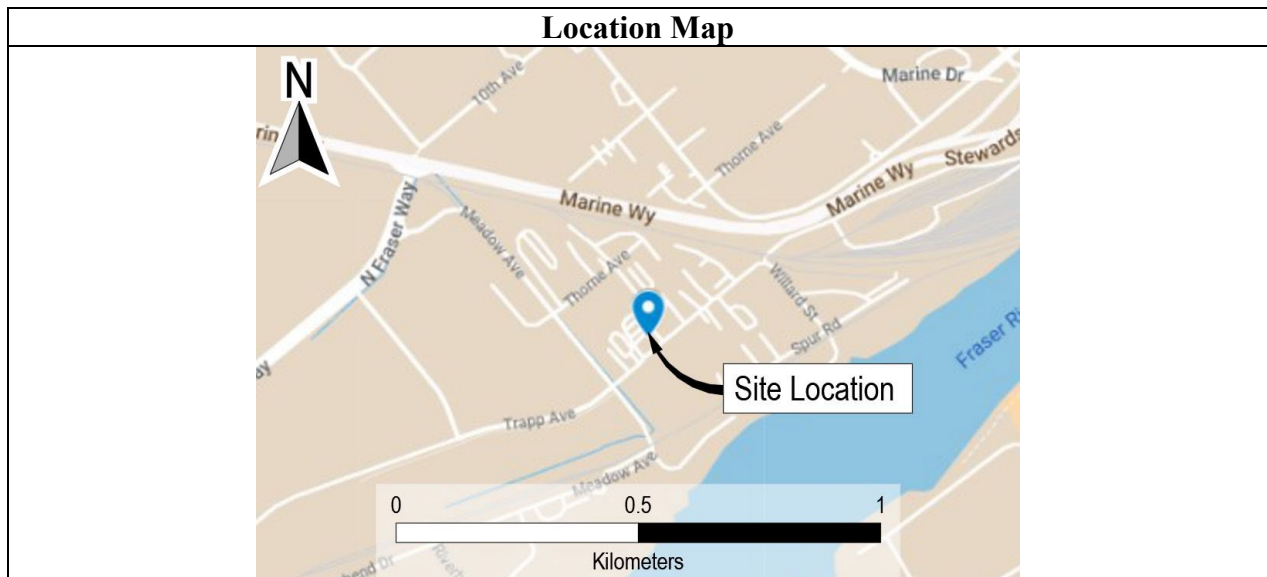 Location Map
N
10th Ave
Marine Dr
Thorne Ave
Stewards
Marine Wy
Marine Wy
Meadow Ave
N Fraser Way
Thorne Ave
Willard St
Spur Rd
Fraser Ri
Site Location
Trapp Ave
Meadow Ave
0 0.5 1
Kilometers